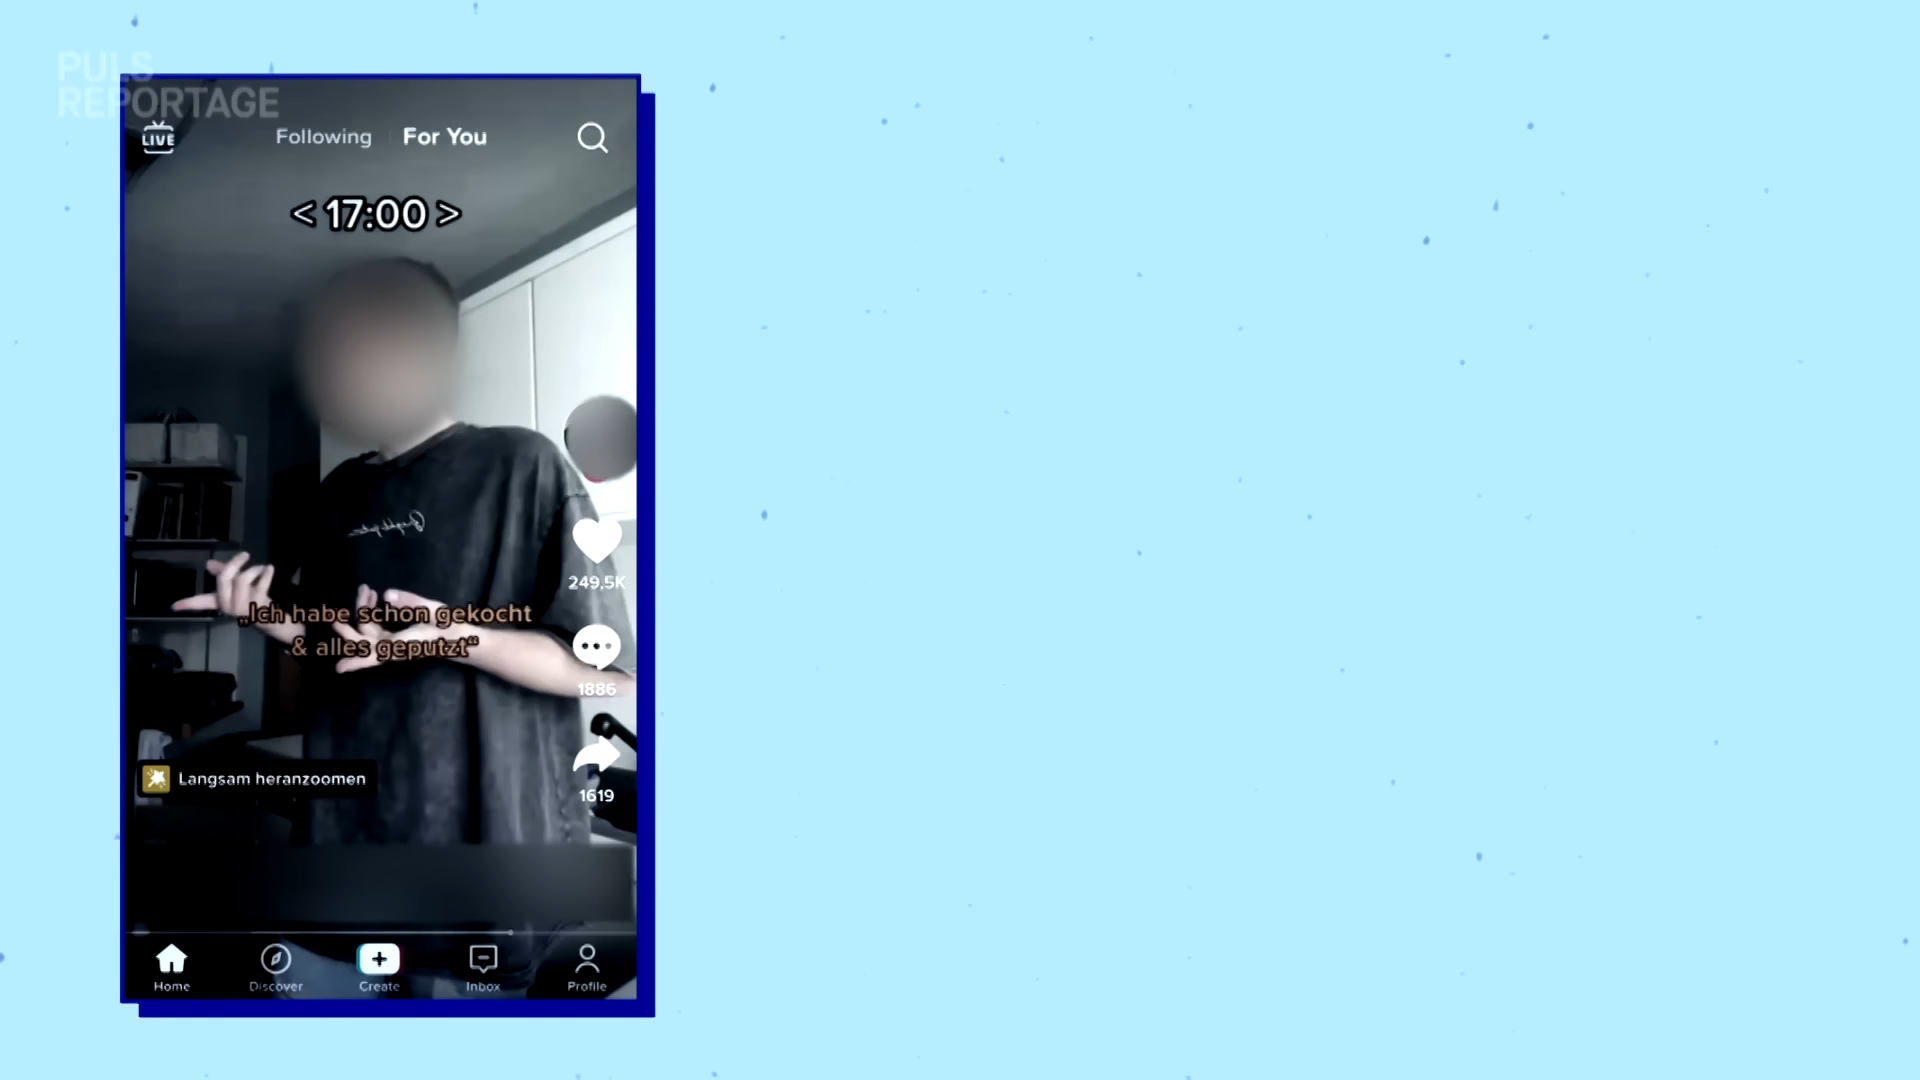 PULS
REPORTAGE
LIVE
Following
For You
< 17:00 >
249,5K
„Ich habe schon gekocht
& alles geputzt“
1886
Langsam heranzoomen
1619
Home
Discover
Create
Inbox
Profile